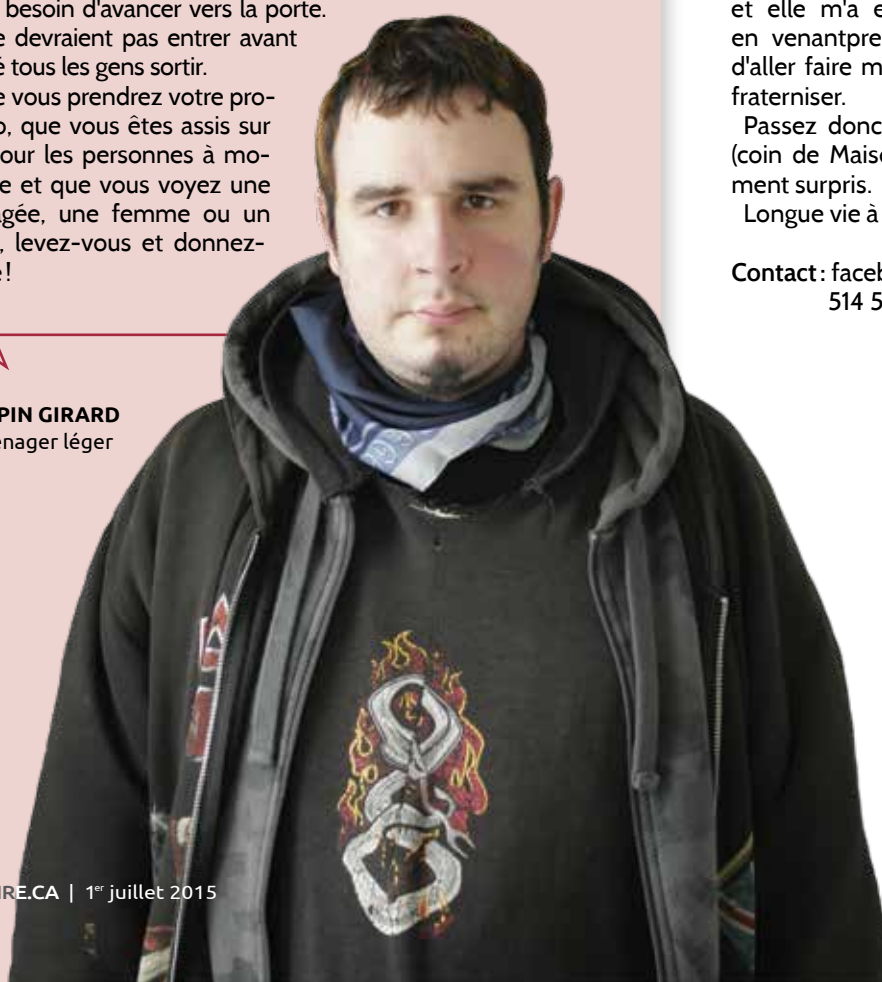 besoin d'avancer vers la porte.
devraient pas entrer avant
tous les gens sortir.
vous prendrez votre pro-
que vous êtes assis sur
our les personnes à mo-
et que vous voyez une
gée, une femme ou un
levez-vous et donnez-
!
PIN GIRARD
nager léger
RE.CA | 1er juillet 2015
et elle m'a e
en venantpre
d'aller faire m
fraterniser.
Passez donc
(coin de Mais
ment surpris.
Longue vie à
Contact : faceb
514 5